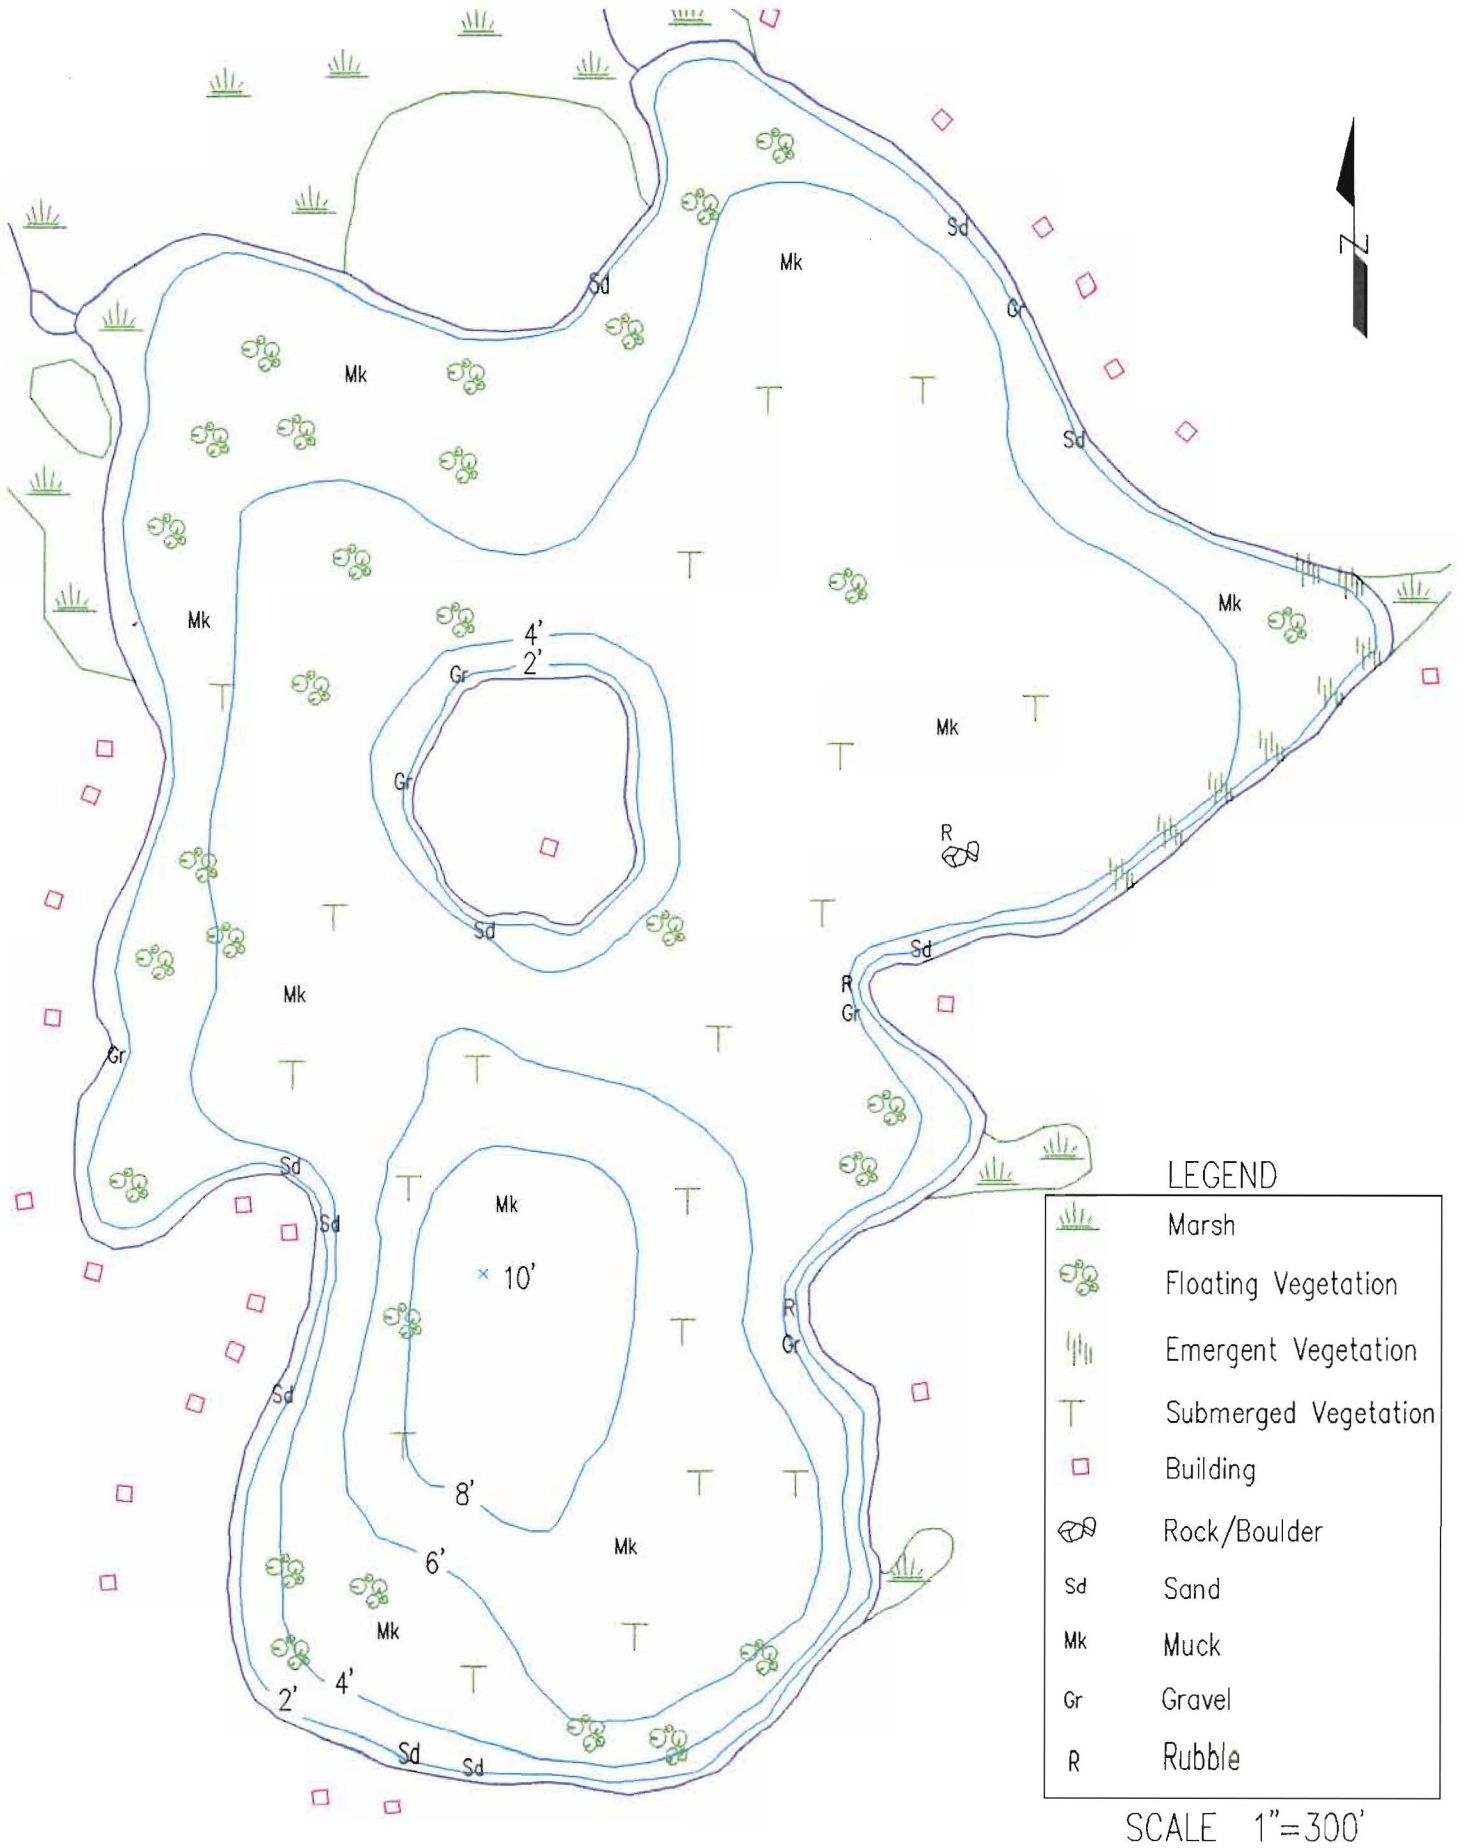 Sd
Mk
Sd
Gr
Mk
Sd
N
Mk
Mk
4'
2'
Gr
Mk
Gr
R
Sd
Sd
Mk
R
Gr
Gr
Sd
Mk
Sd
10'
R
Gr
Sd
8'
Mk
6'
Mk
4'
2'
Sd
Sd
LEGEND
Marsh
Floating Vegetation
Emergent Vegetation
Submerged Vegetation
Building
Rock/Boulder
Sd Sand
Mk Muck
Gr Gravel
R Rubble
SCALE 1"=300'